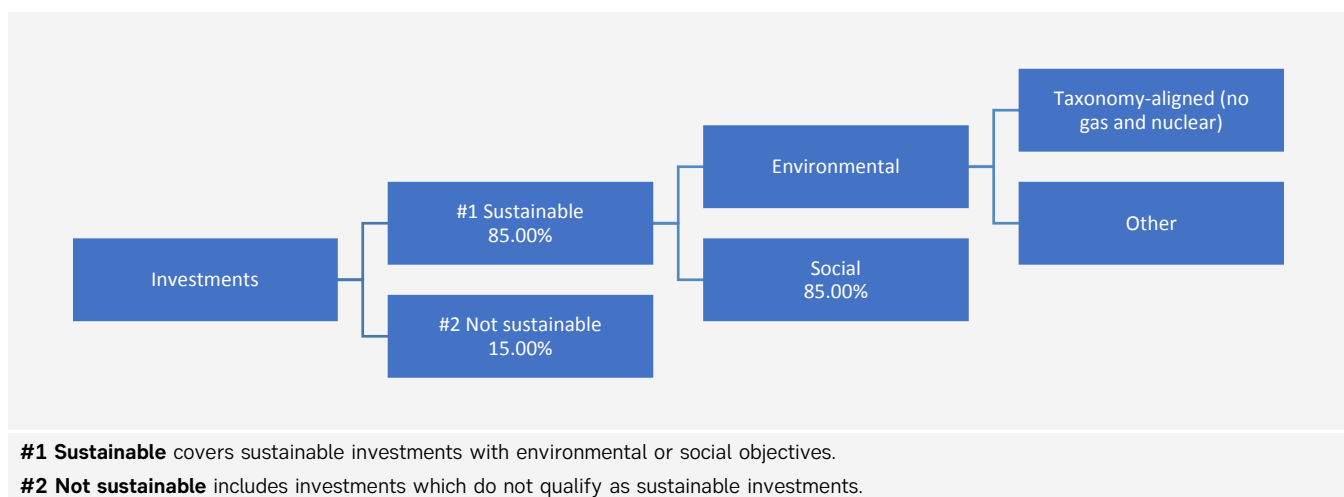 Investments
#1 Sustainable
85.00%
#2 Not sustainable
15.00%
Environmental
Social
85.00%
Taxonomy-aligned (no
gas and nuclear)
Other
#1 Sustainable covers sustainable investments with environmental or social objectives.
#2 Not sustainable includes investments which do not qualify as sustainable investments.